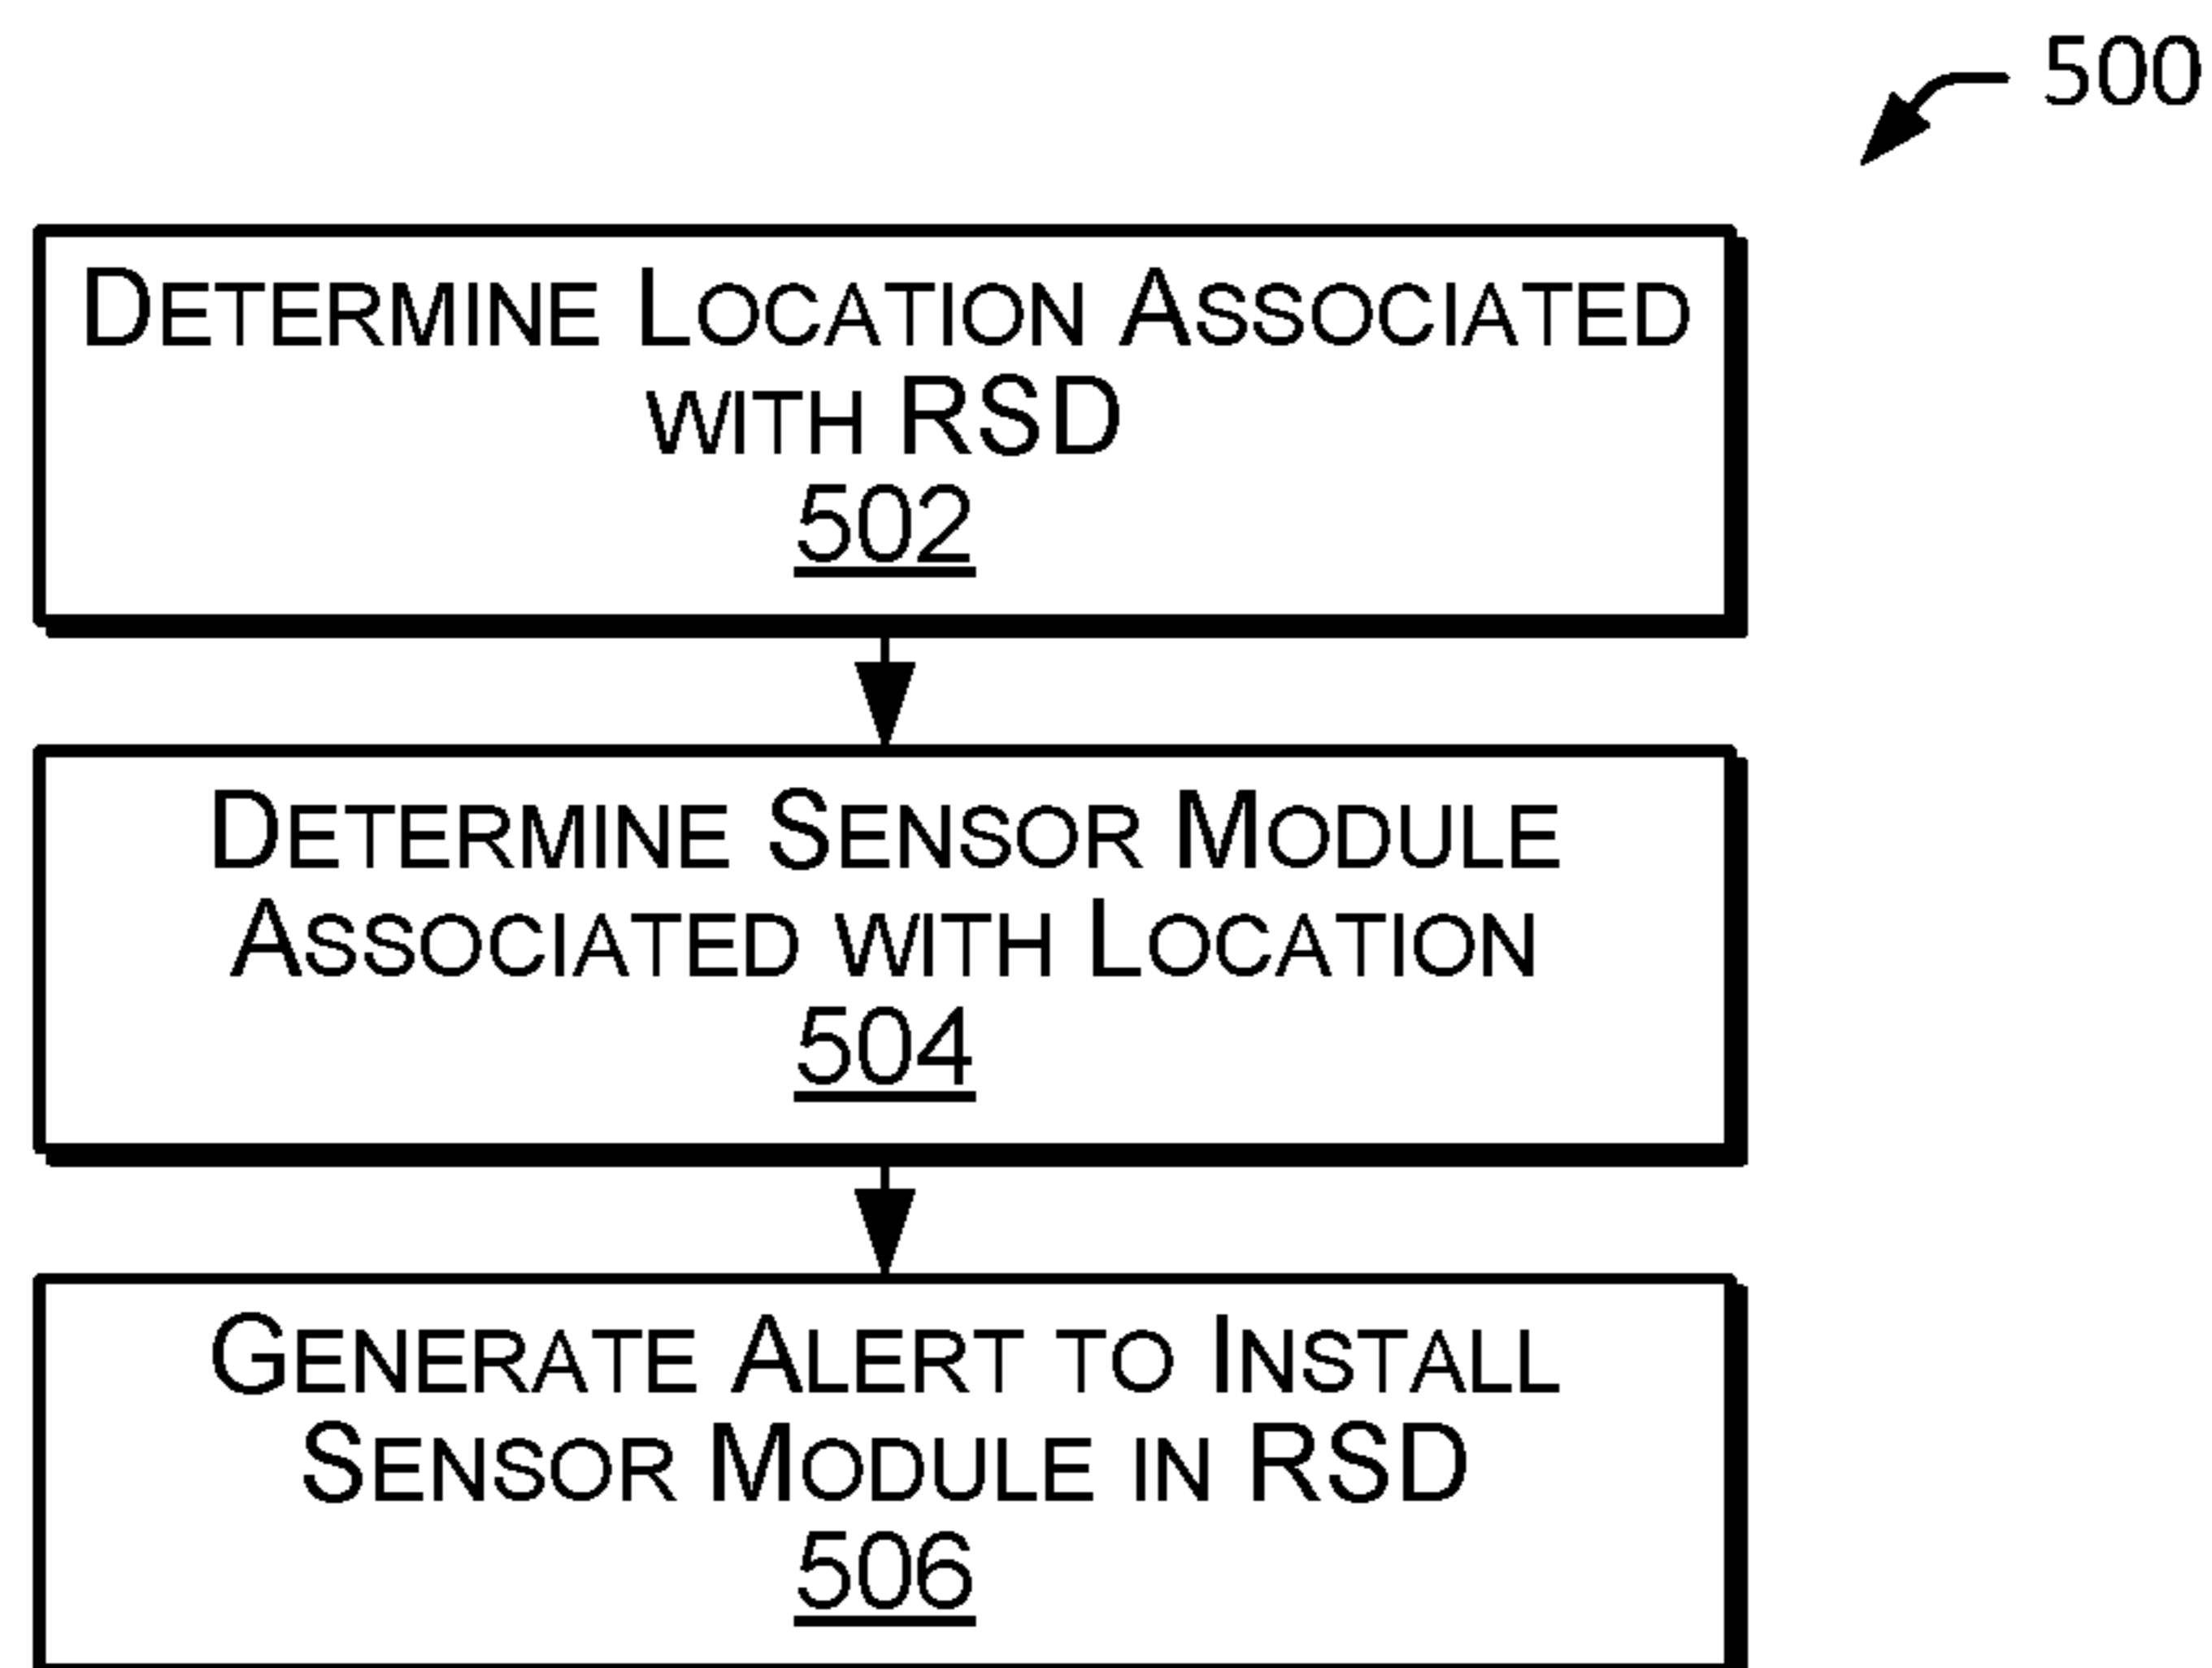 500
DETERMINE LOCATION ASSOCIATED
WITH RSD
502
DETERMINE SENSOR MODULE
ASSOCIATED WITH LOCATION
504
GENERATE ALERT TO INSTALL
SENSOR MODULE IN RSD
506